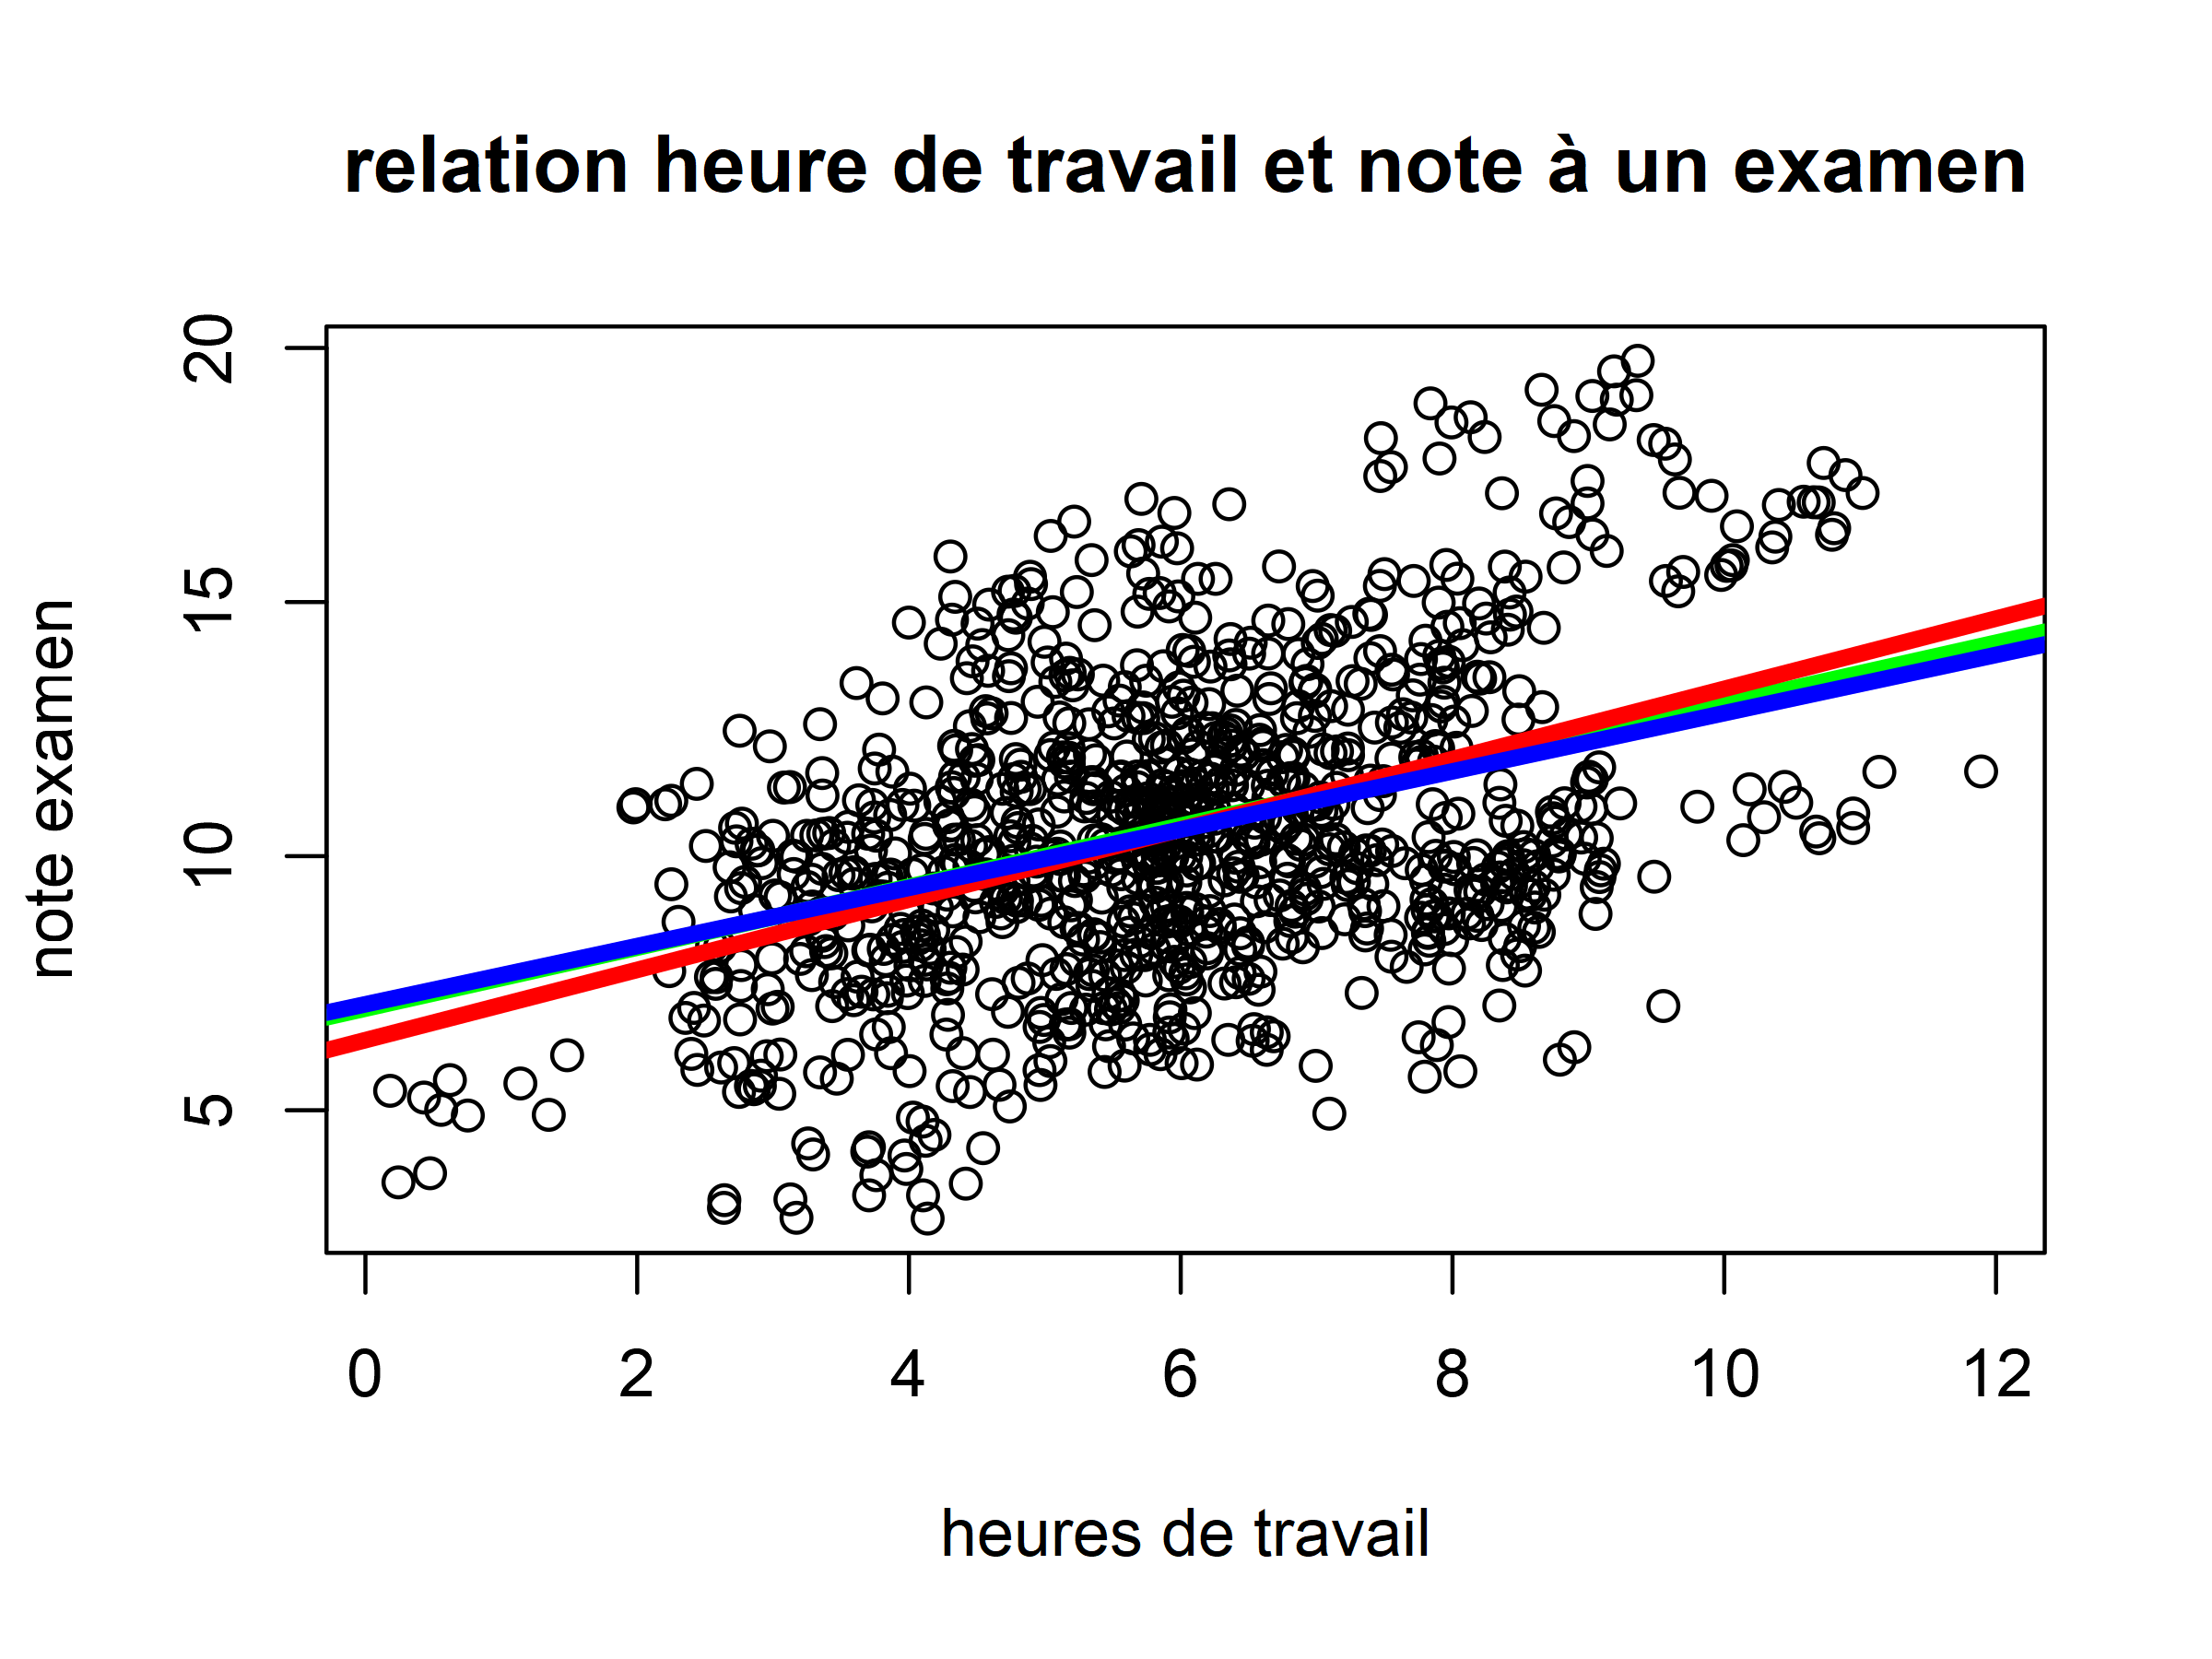 relation heure de travail et note à un examen
20
15
10
5
note examen
0 2 4 6 8 10 12
heures de travail